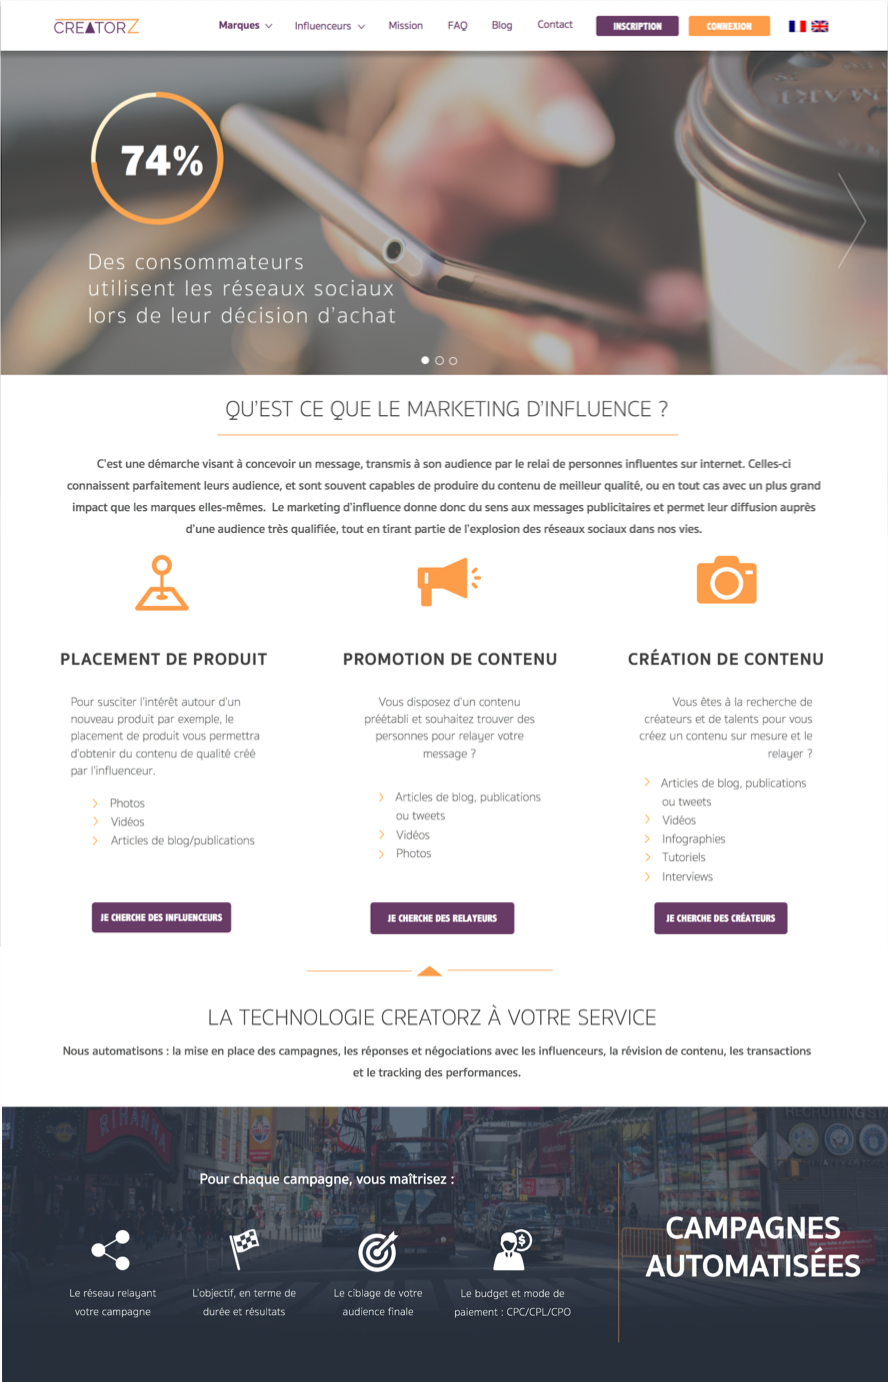 CREATORZ
Marques
Influenceurs
Mission
FAQ
Blog
Contact
INSCRIPTION
CONNEXION
74%
Des consommateurs
utilisent les réseaux sociaux
lors de leur décision d'achat
QU'EST CE QUE LE MARKETING D'INFLUENCE ?
C'est une démarche visant à concevoir un message, transmis à son audience par le relai de personnes influentes sur internet. Celles-ci
connaissent parfaitement leurs audience, et sont souvent capables de produire du contenu de meilleur qualité, ou en tout cas avec un plus grand
impact que les marques elles-mêmes. Le marketing d'influence donne donc du sens aux messages publicitaires et permet leur diffusion auprès
d'une audience très qualifiée, tout en tirant partie de l'explosion des réseaux sociaux dans nos vies.
PLACEMENT DE PRODUIT
Pour susciter l'intérêt autour d'un
nouveau produit par exemple, le
placement de produit vous permettra
d'obtenir du contenu de qualité créé
par l'influenceur.
Photos
Vidéos
Articles de blog/publications
JE CHERCHE DES INFLUENCEURS
PROMOTION DE CONTENU
Vous disposez d'un contenu
préétabli et souhaitez trouver des
personnes pour relayer votre
message ?
Articles de blog, publications
ou tweets
Vidéos
Photos
JE CHERCHE DES RELAYEURS
CRÉATION DE CONTENU
Vous êtes à la recherche de
créateurs et de talents pour vous
créez un contenu sur mesure et le
relayer ?
Articles de blog, publications
ou tweets
Vidéos
Infographies
Tutoriels
Interviews
JE CHERCHE DES CRÉATEURS
LA TECHNOLOGIE CREATORZ À VOTRE SERVICE
Nous automatisons : la mise en place des campagnes, les réponses et négociations avec les influenceurs, la révision de contenu, les transactions
et le tracking des performances.
RIHANNA
Pour chaque campagne, vous maîtrisez :
Le réseau relayant
votre campagne
L'objectif, en terme de
durée et résultats
Le ciblage de votre
audience finale
$
Le budget et mode de
paiement : CPC/CPL/CPO
CAMPAGNES
AUTOMATISÉES